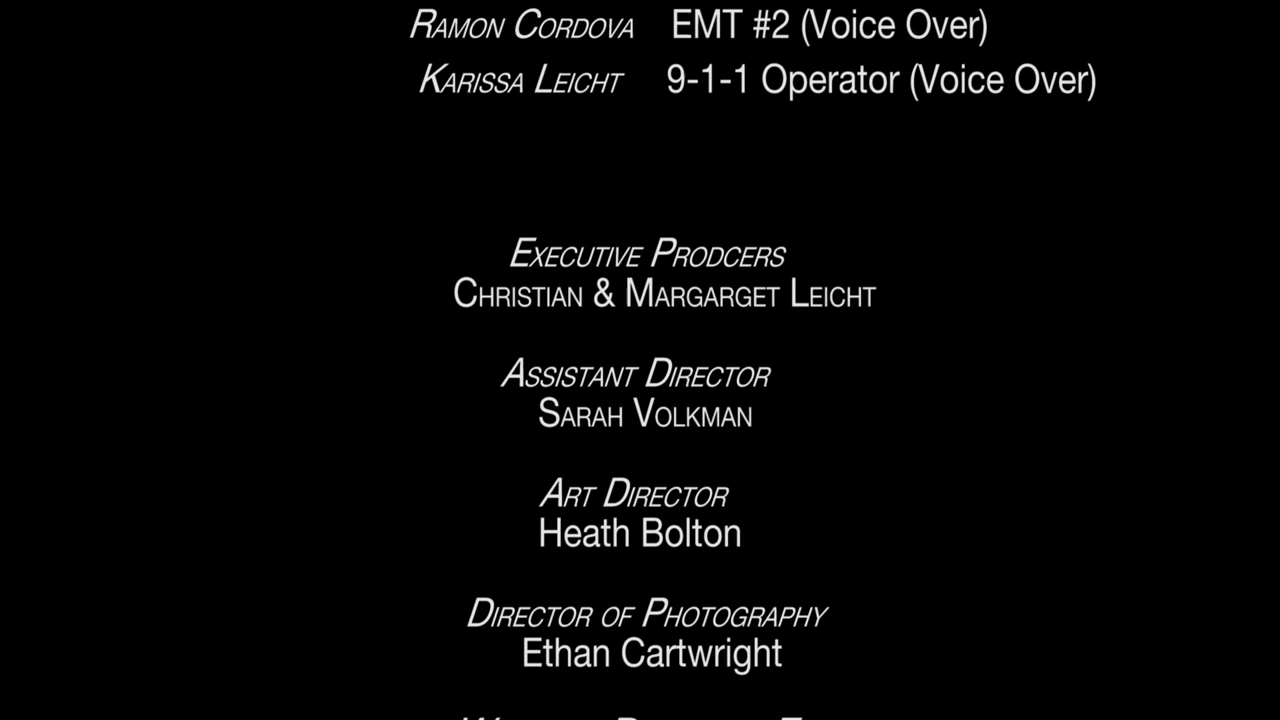 Ramon Cordova EMT #2 (Voice Over)
Karissa Leicht 9-1-1 Operator (Voice Over)
Executive Prodcers
Christian & Margarget Leicht
Assistant Director
Sarah Volkman
Art Director
Heath Bolton
Director of Photography
Ethan Cartwright